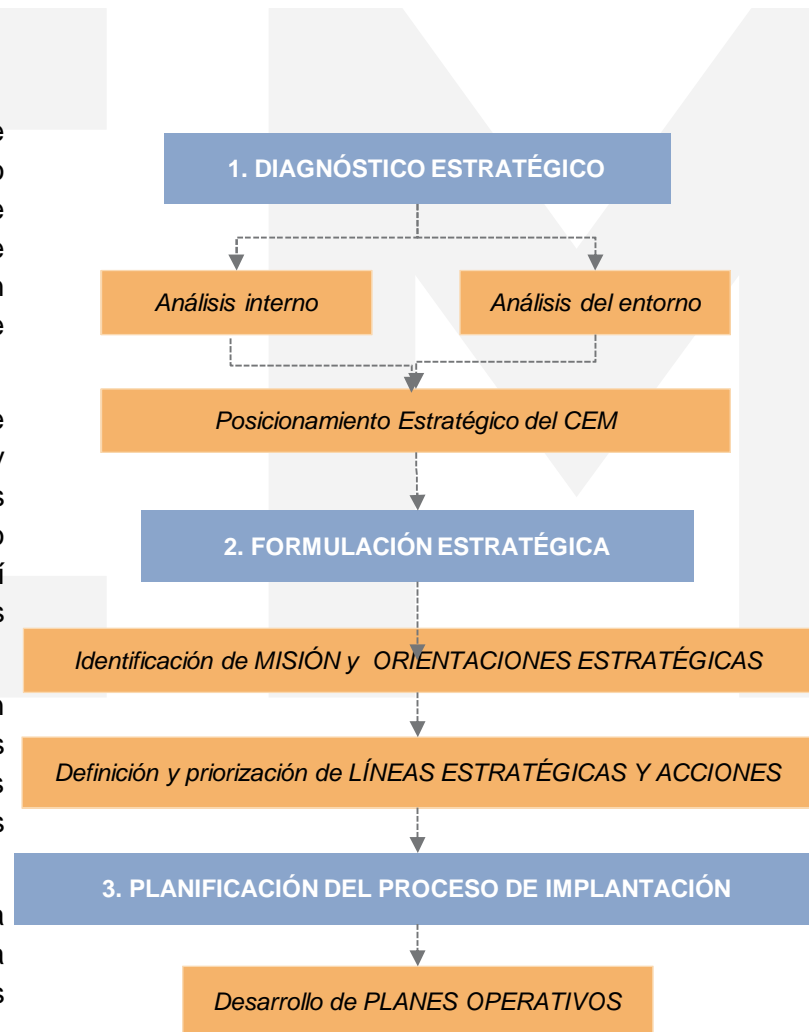 1. DIAGNÓSTICO ESTRATÉGICO
Análisis interno
Análisis del entorno
Posicionamiento Estratégico del CEM
2. FORMULACIÓN ESTRATÉGICA
Identificación de MISIÓN y ORIENTACIONES ESTRATÉGICAS
Definición y priorización de LÍNEAS ESTRATÉGICAS Y ACCIONES
3. PLANIFICACIÓN DEL PROCESO DE IMPLANTACIÓN
Desarrollo de PLANES OPERATIVOS